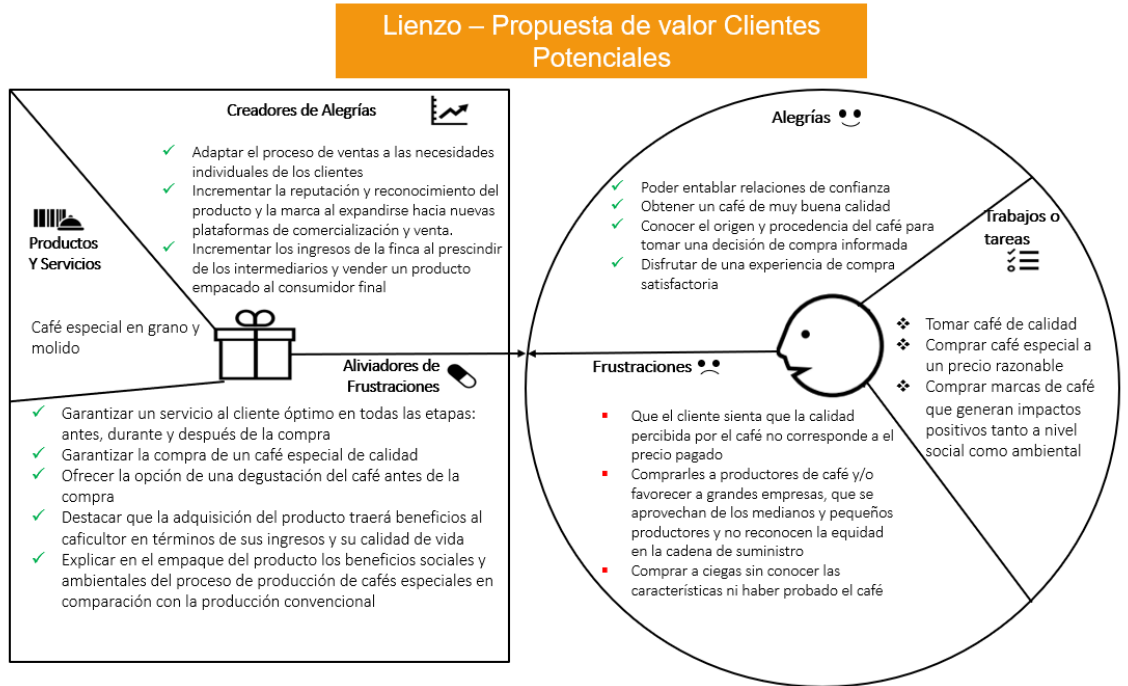 Lienzo – Propuesta de valor Clientes
Potenciales
Creadores de Alegrías
Adaptar el proceso de ventas a las necesidades
individuales de los clientes
Incrementar la reputación y reconocimiento del
producto y la marca al expandirse hacia nuevas
plataformas de comercialización y venta.
Incrementar los ingresos de la finca al prescindir
de los intermediarios y vender un producto
empacado al consumidor final
Productos
Y Servicios
Café especial en grano y
molido
Aliviadores de
Frustraciones
Garantizar un servicio al cliente óptimo en todas las etapas:
antes, durante y después de la compra
Garantizar la compra de un café especial de calidad
Ofrecer la opción de una degustación del café antes de la
compra
Destacar que la adquisición del producto traerá beneficios al
caficultor en términos de sus ingresos y su calidad de vida
Explicar en el empaque del producto los beneficios sociales y
ambientales del proceso de producción de cafés especiales en
comparación con la producción convencional
Alegrías
Poder entablar relaciones de confianza
Obtener un café de muy buena calidad
Conocer el origen y procedencia del café para
tomar una decisión de compra informada
Disfrutar de una experiencia de compra
satisfactoria
Trabajos o
tareas
Tomar café de calidad
Comprar café especial a
un precio razonable
Comprar marcas de café
que generan impactos
positivos tanto a nivel
social como ambiental
Frustraciones
Que el cliente sienta que la calidad
percibida por el café no corresponde a el
precio pagado
Comprarles a productores de café y/o
favorecer a grandes empresas, que se
aprovechan de los medianos y pequeños
productores y no reconocen la equidad
en la cadena de suministro
Comprar a ciegas sin conocer las
características ni haber probado el café